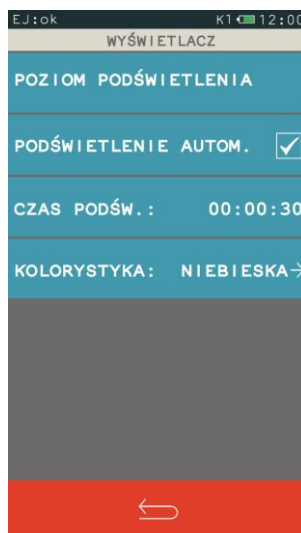 EJ:ok K1 12:00
WYŚWIETLACZ
POZIOM PODŚWIETLENIA
PODŚWIETLENIE AUTOM.
CZAS PODŚW.: 00:00:30
KOLORYSTYKA: NIEBIESKA→